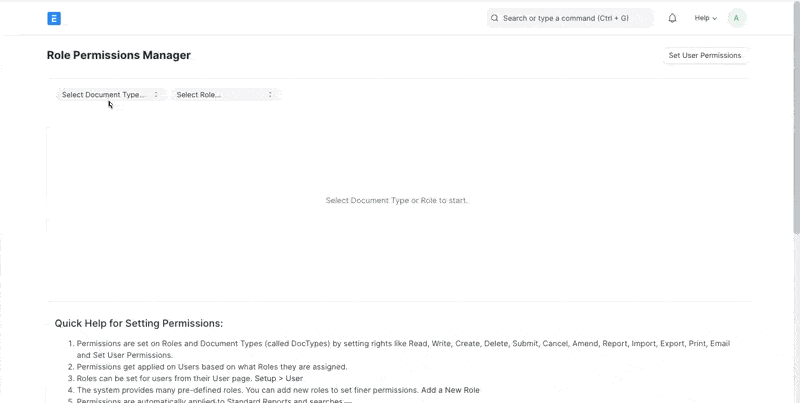 E
Search or type a command (Ctrl + G)
Help
A
Role Permissions Manager
Set User Permissions
Select Document Type...
Select Role...
Select Document Type or Role to start.
Quick Help for Setting Permissions:
1. Permissions are set on Roles and Document Types (called DocTypes) by setting rights like Read, Write, Create, Delete, Submit, Cancel, Amend, Report, Import, Export, Print, Email
and Set User Permissions.
2. Permissions get applied on Users based on what Roles they are assigned.
3. Roles can be set for users from their User page. Setup > User
4. The system provides many pre-defined roles. You can add new roles to set finer permissions. Add a New Role
5. Permissions are automatically applied to Standard Reports and searches.